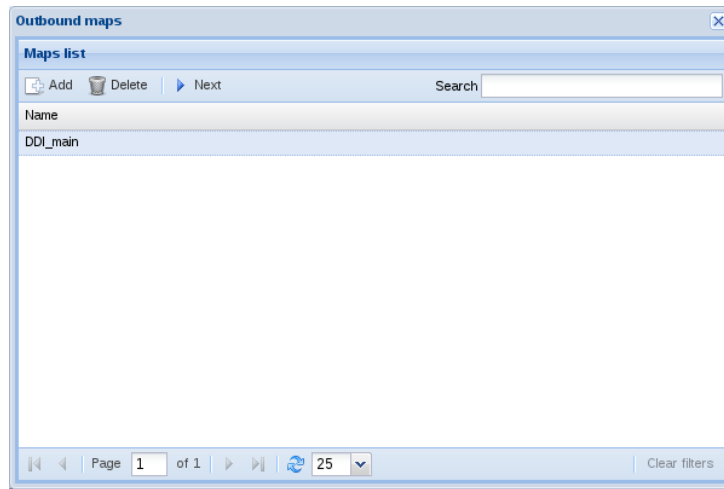 Outbound maps
Maps list
Add Delete Next Search
Name
DDI_main
Page 1 of 1 25 Clear filters